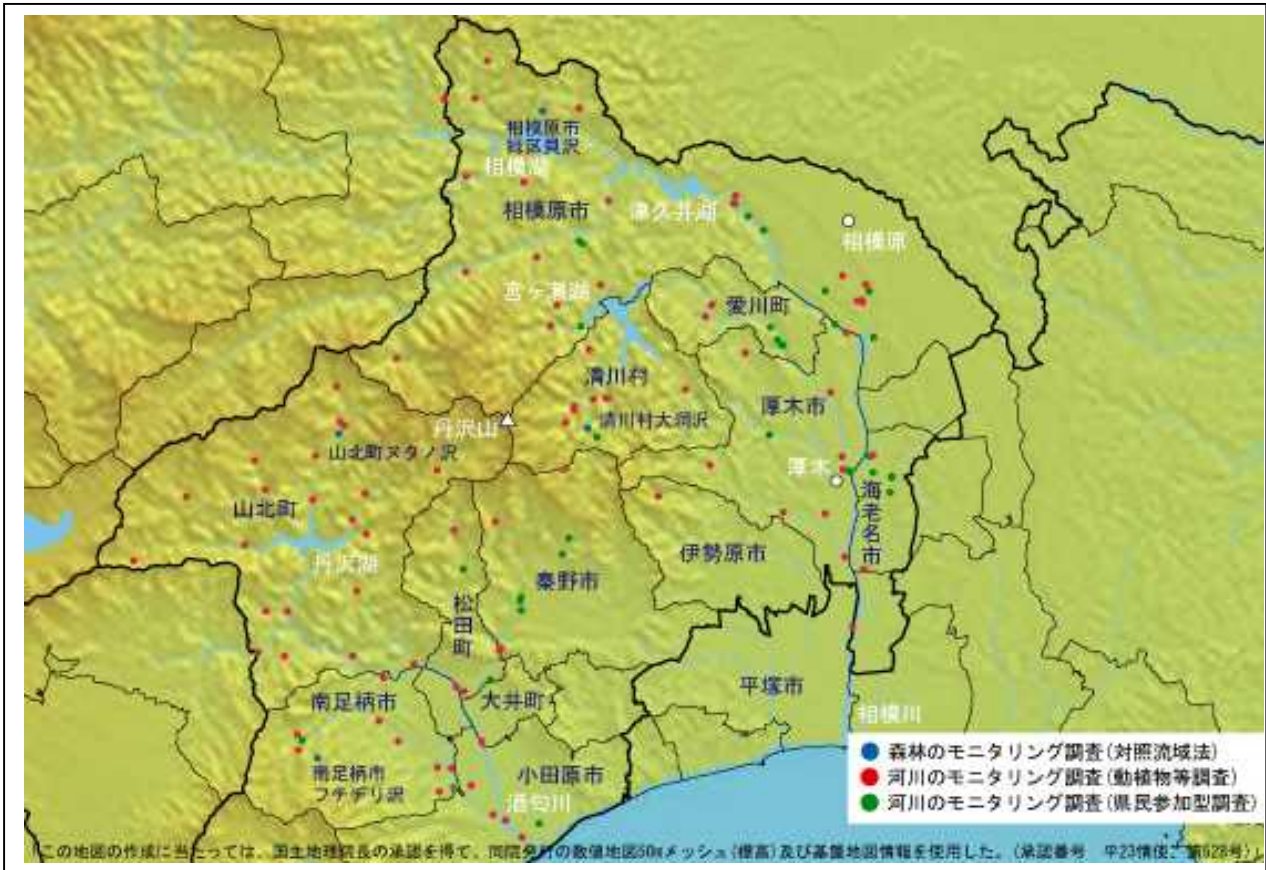 相模原市
緑区貝沢
相模湖
相模原市
津久井湖
相模原
宮ヶ瀬湖
愛川町
清川村
厚木市
清川村大洞沢
丹沢山
山北町ヌタノ沢
厚木
海老名市
山北町
丹沢湖
伊勢原市
秦野市
松田町
平塚市
南足柄市
大井町
相模川
南足柄市
フチヂリ沢
小田原市
酒匂川
森林のモニタリング調査(対照流域法)
河川のモニタリング調査(動植物等調査)
河川のモニタリング調査(県民参加型調査)
「この地図の作成に当たっては、国土地理院長の承認を得て、同院発行の数値地図50mメッシュ(標高)及び基盤地図情報を使用した。(承認番号 平23情使、第628号)」